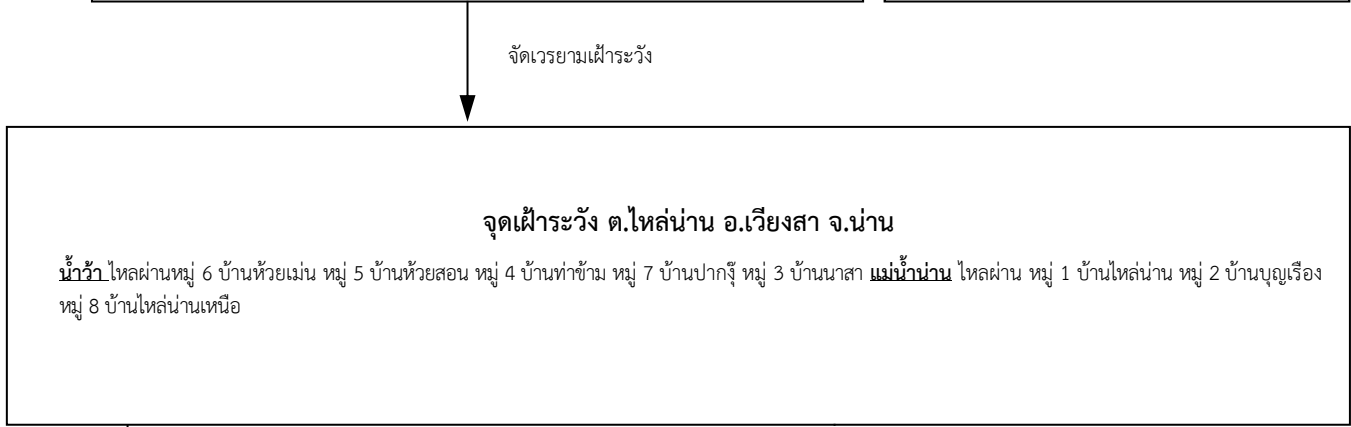 จัดเวรยามเฝ้าระวัง
จุดเฝ้าระวัง ต.ไหล่น่าน อ.เวียงสา จ.น่าน
น้ำว้า ไหลผ่านหมู่ 6 บ้านห้วยเม่น หมู่ 5 บ้านห้วยสอน หมู่ 4 บ้านท่าข้าม หมู่ 7 บ้านปากงุ๊ หมู่ 3 บ้านนาสา แม่น้ำน่าน ไหลผ่าน หมู่ 1 บ้านไหล่น่าน หมู่ 2 บ้านบุญเรือง
หมู่ 8 บ้านไหล่น่านเหนือ